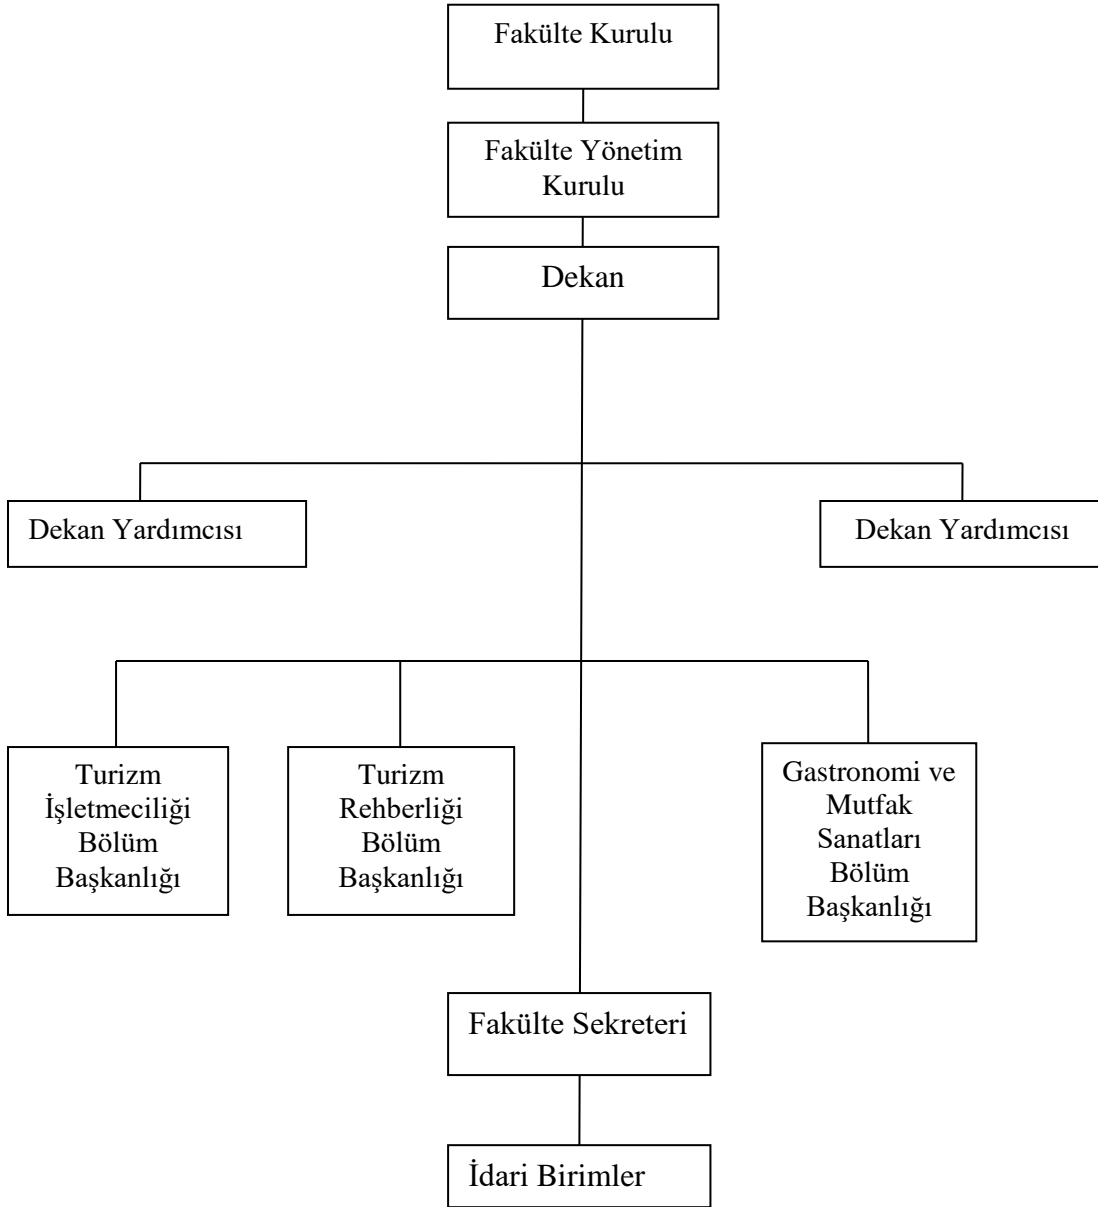 Fakülte Kurulu
Fakülte Yönetim
Kurulu
Dekan
Dekan Yardımcısı
Dekan Yardımcısı
Turizm
İşletmeciliği
Bölüm
Başkanlığı
Turizm
Rehberliği
Bölüm
Başkanlığı
Gastronomi ve
Mutfak
Sanatları
Bölüm
Başkanlığı
Fakülte Sekreteri
İdari Birimler